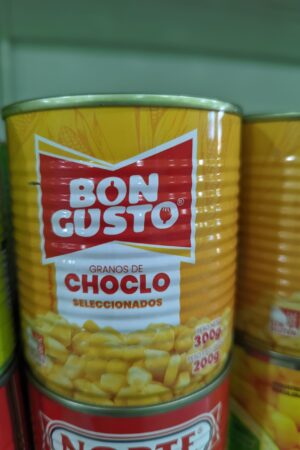 BON
GUSTO®
GRANOS DE
CHOCLO
SELECCIONADOS
300g
200g
NORTE